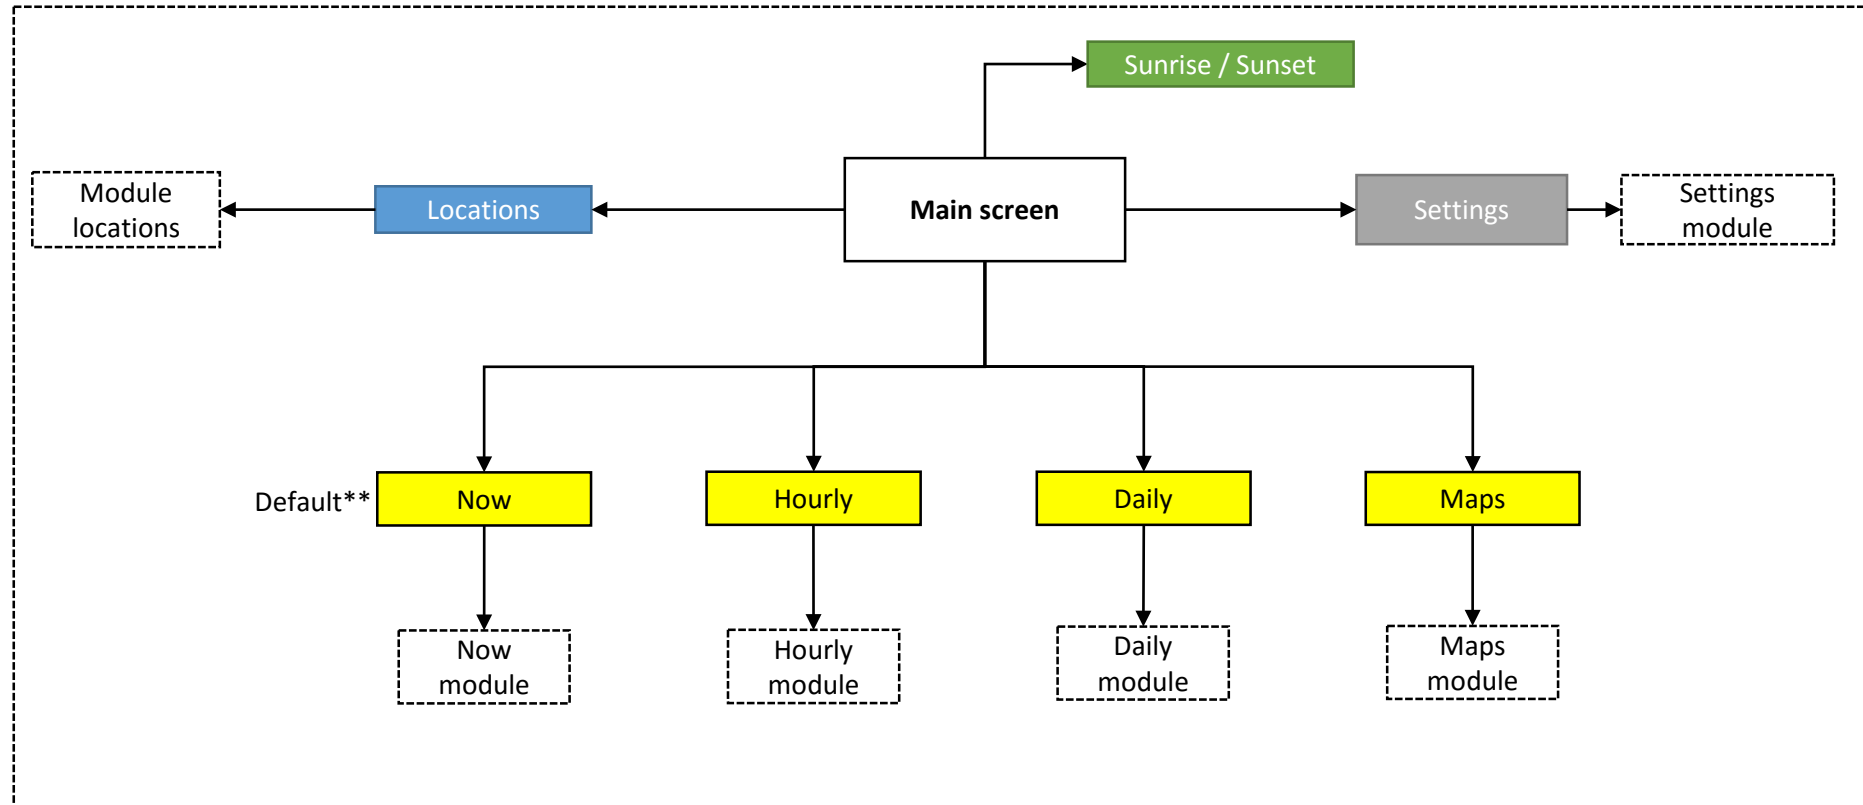 Sunrise / Sunset
Module
locations
Locations
Main screen
Settings
Settings
module
Default**
Now
Hourly
Daily
Maps
Now
module
Hourly
module
Daily
module
Maps
module